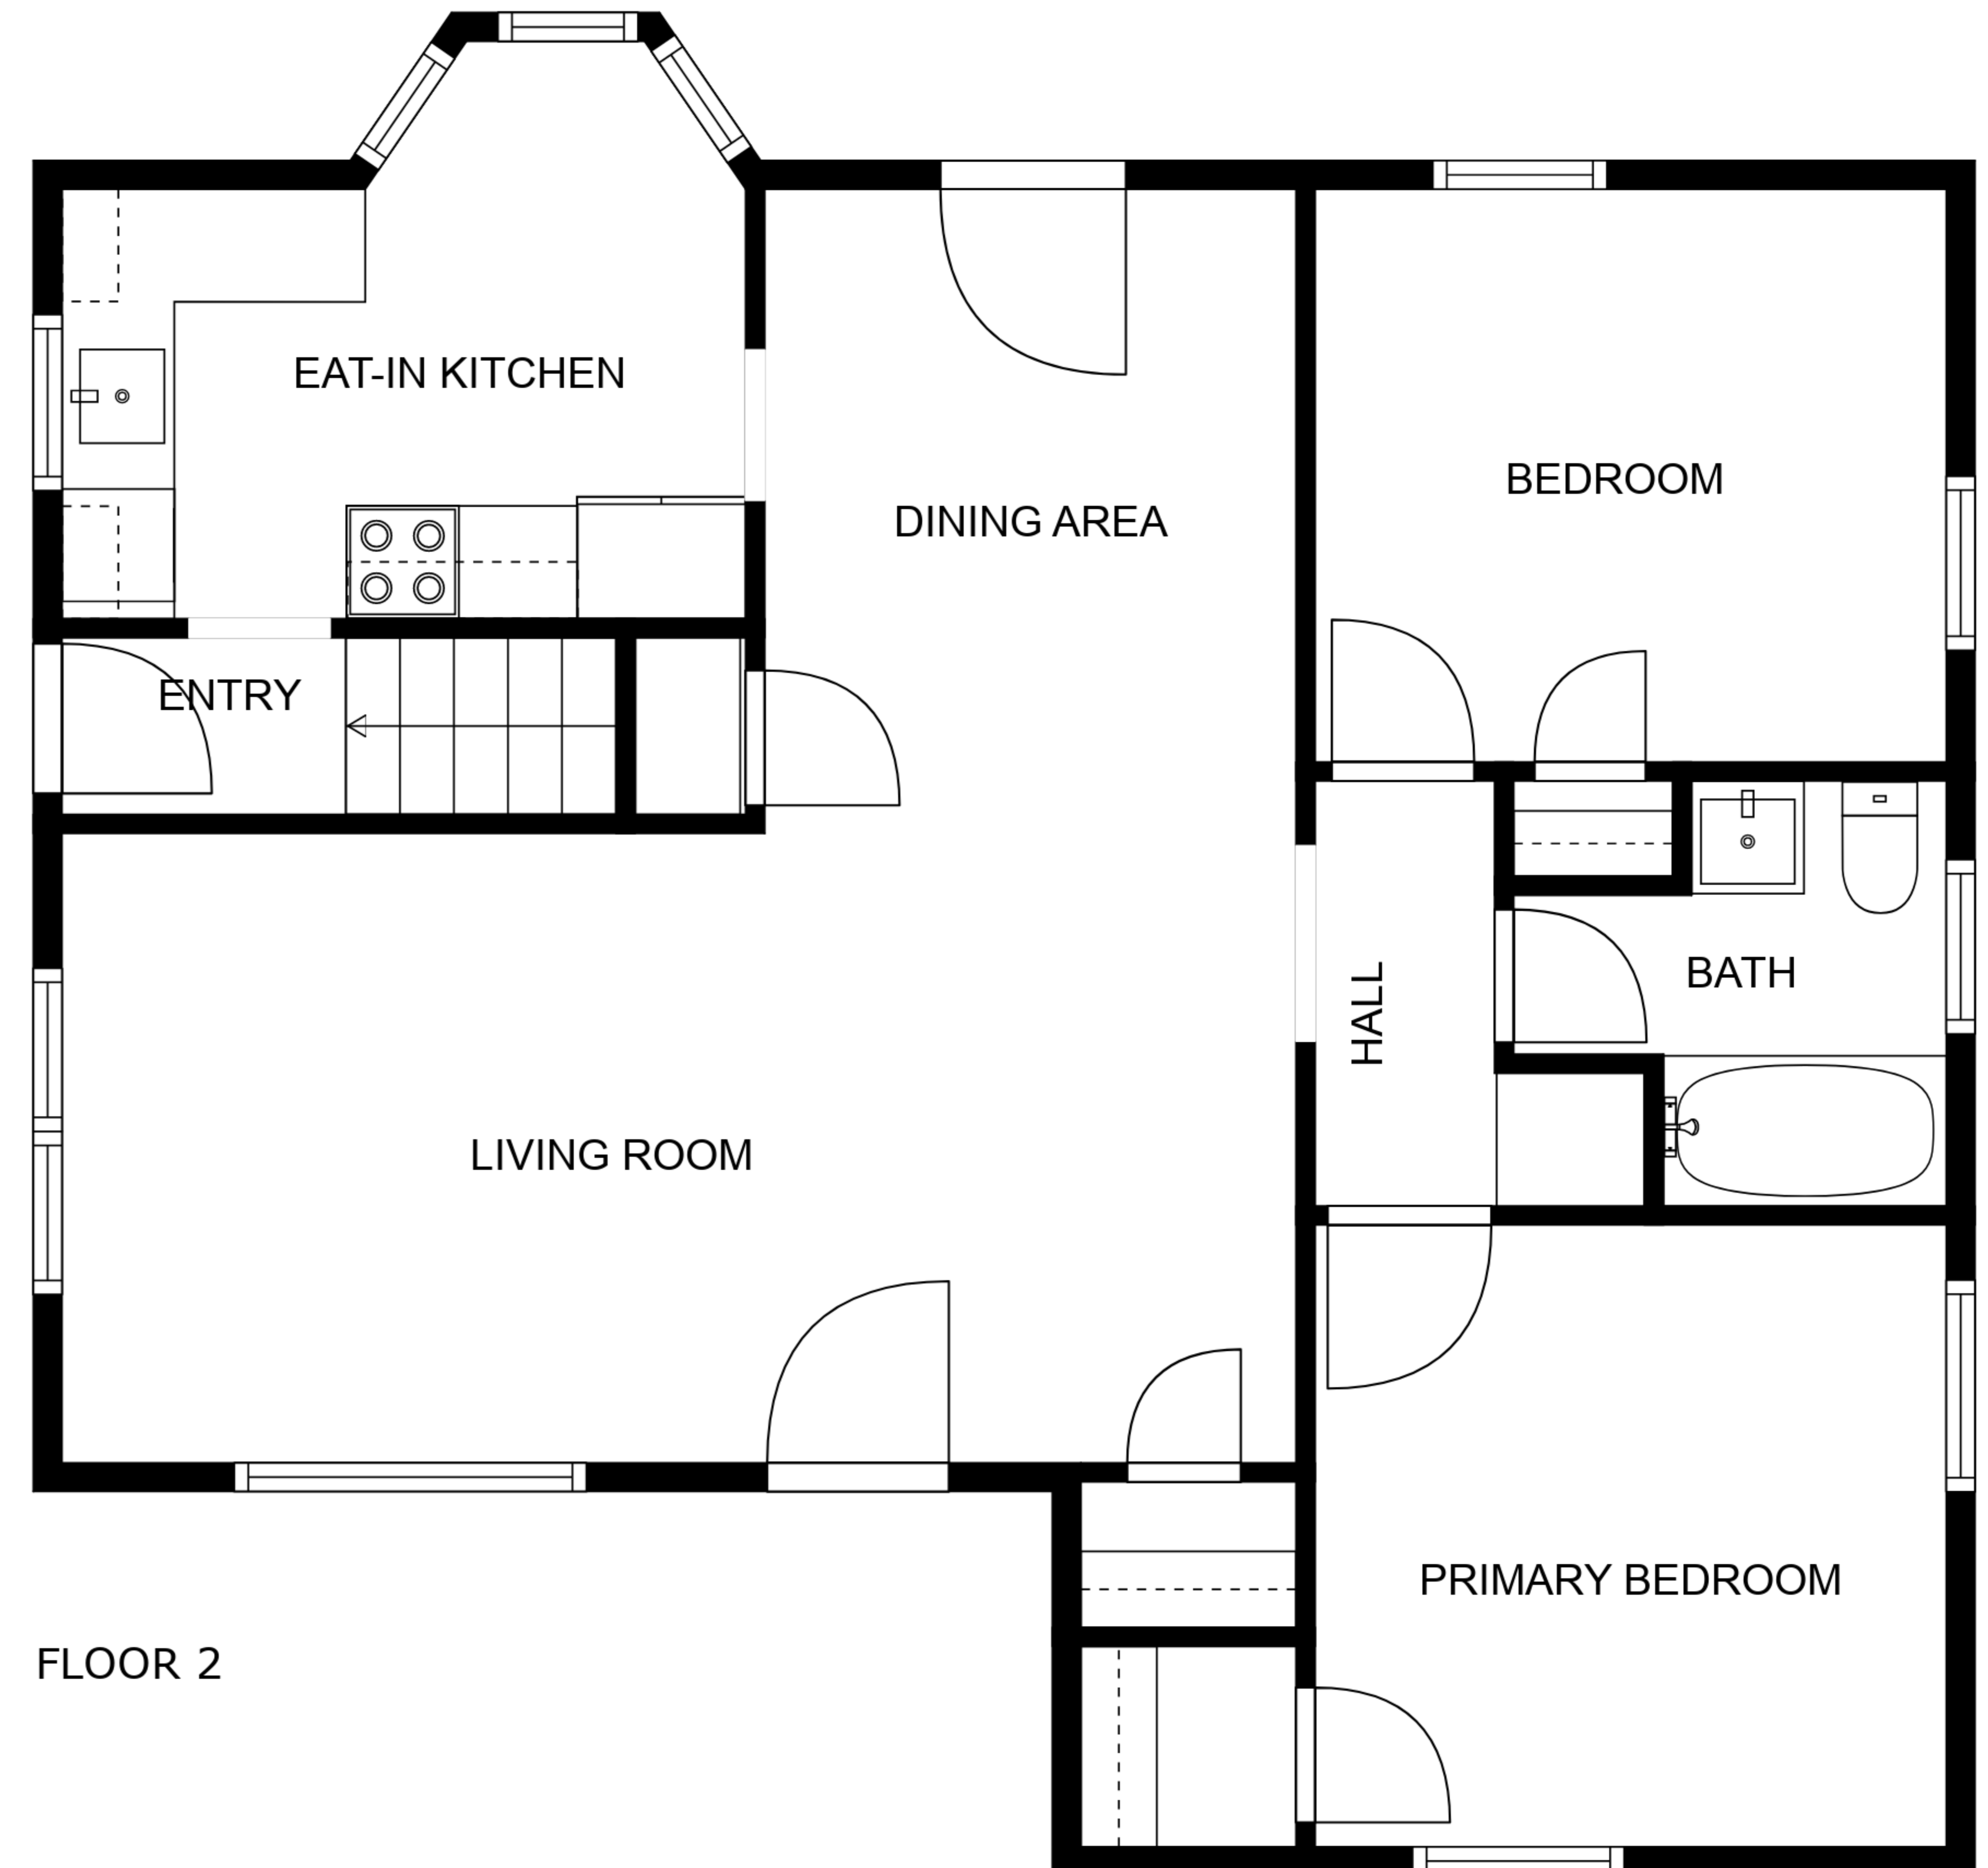 EAT-IN KITCHEN
BEDROOM
DINING AREA
ENTRY
BATH
HALL
LIVING ROOM
PRIMARY BEDROOM
FLOOR 2